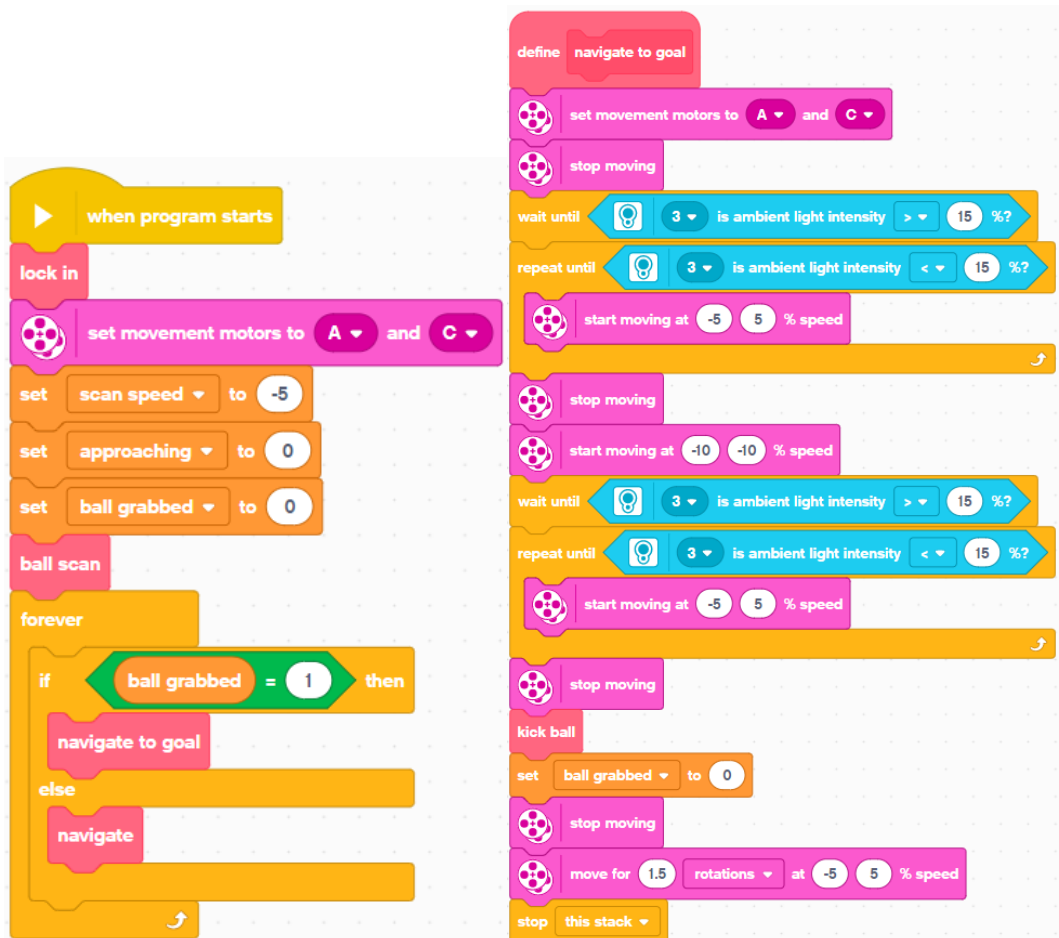 when program starts
lock in
set movement motors to A and C
set scan speed to -5
set approaching to 0
set ball grabbed to 0
ball scan
forever
if ball grabbed = 1 then
navigate to goal
else
navigate
define navigate to goal
set movement motors to A and C
stop moving
wait until 3 is ambient light intensity > 15 %?
repeat until 3 is ambient light intensity < 15 %?
start moving at -5 5 % speed
stop moving
start moving at -10 -10 % speed
wait until 3 is ambient light intensity > 15 %?
repeat until 3 is ambient light intensity < 15 %?
start moving at -5 5 % speed
stop moving
kick ball
set ball grabbed to 0
stop moving
move for 1.5 rotations at -5 5 % speed
stop this stack